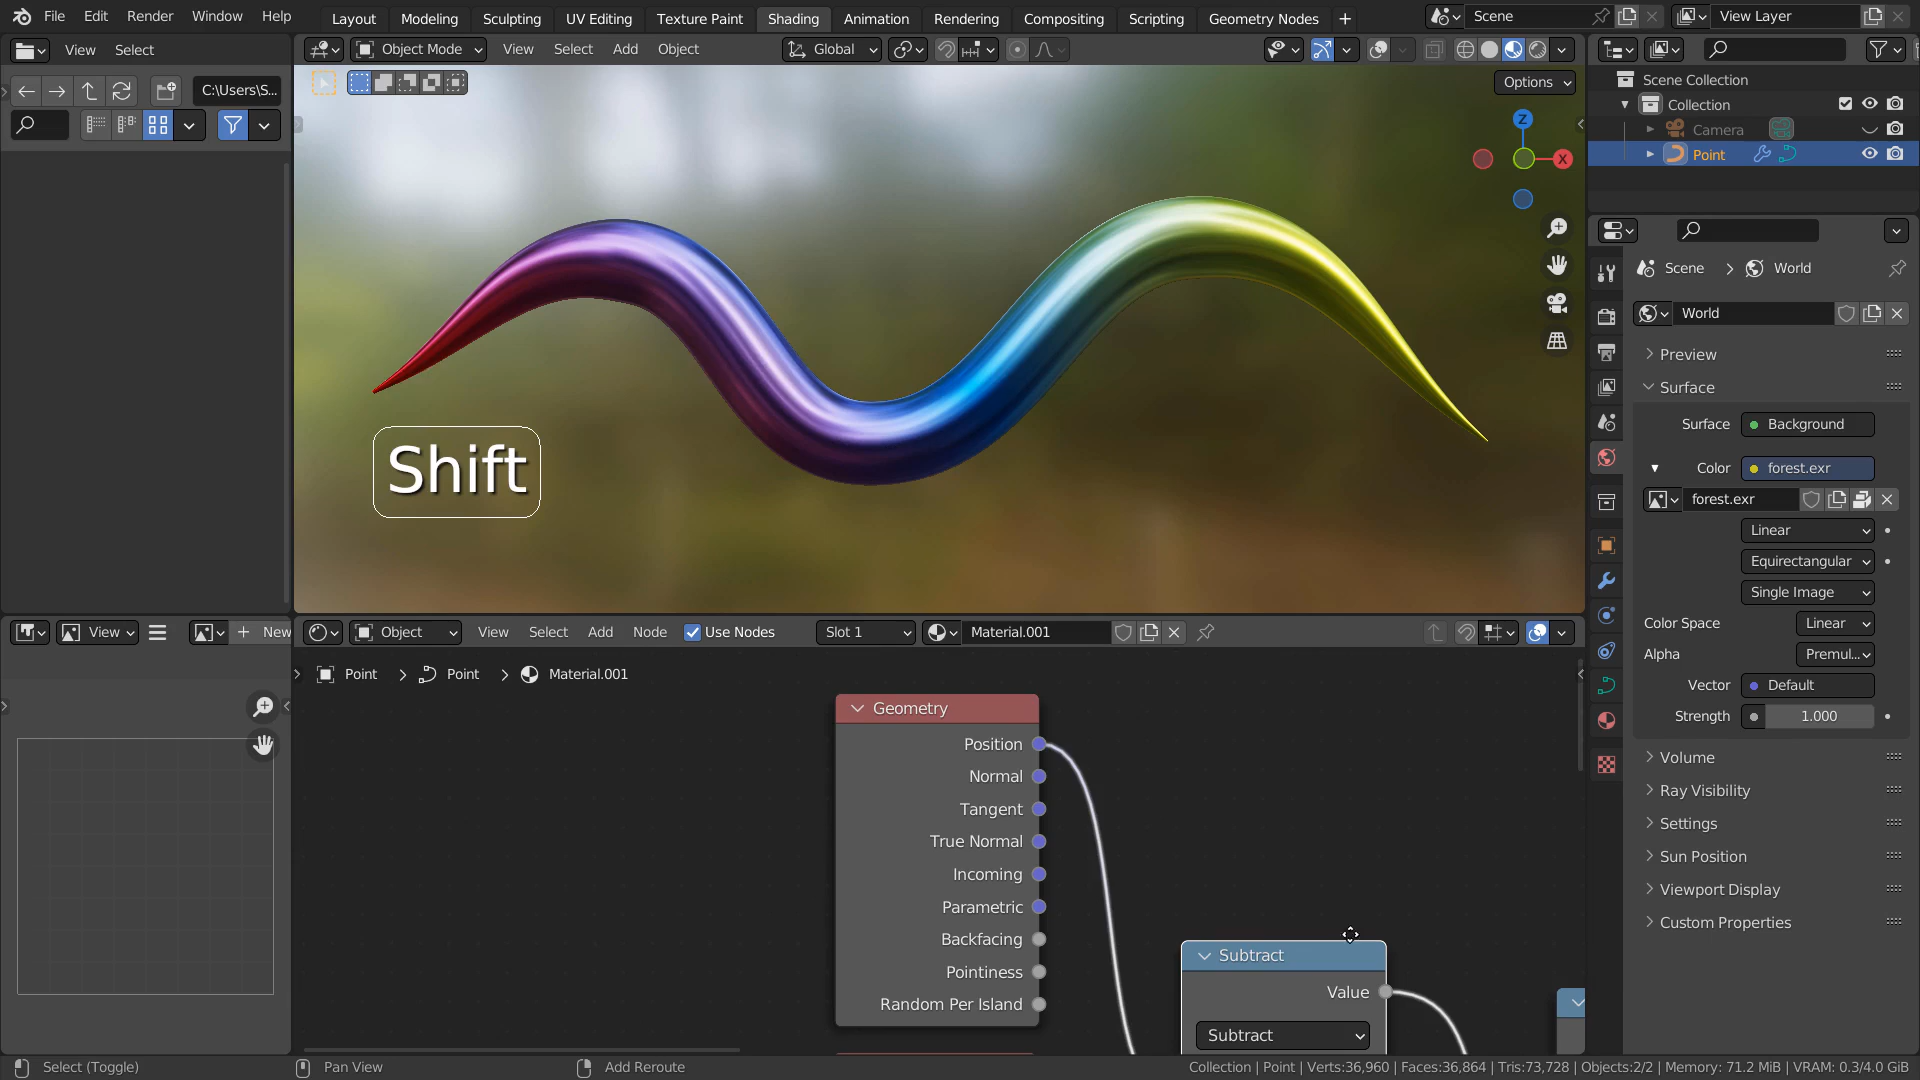 File Edit Render Window Help
Layout Modeling Sculpting UV Editing Texture Paint Shading Animation Rendering Compositing Scripting Geometry Nodes +
Scene
View Layer
View Select
Object Mode View Select Add Object
Global
C:\Users\S...
Options
Z
X
Scene Collection
Collection
Camera
Point
Shift
Scene > World
World
Preview
Surface
Surface Background
Color forest.exr
forest.exr
Linear
Equirectangular
Single Image
Color Space Linear
Alpha Premul...
Vector Default
Strength 1.000
Volume
Ray Visibility
Settings
Sun Position
Viewport Display
Custom Properties
View
+ New
Object View Select Add Node Use Nodes Slot 1 Material.001
Point > Point > Material.001
Geometry
Position
Normal
Tangent
True Normal
Incoming
Parametric
Backfacing
Pointiness
Random Per Island
Subtract
Value
Subtract
Select (Toggle) Pan View Add Reroute
Collection | Point | Verts:36,960 | Faces:36,864 | Tris:73,728 | Objects:2/2 | Memory: 71.2 MiB | VRAM: 0.3/4.0 GiB